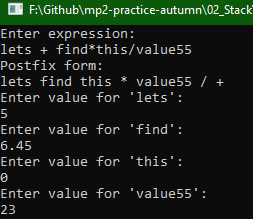 F:\Github\mp2-practice-autumn\02_Stack\
Enter expression:
lets + find*this/value55
Postfix form:
lets find this * value55 / +
Enter value for 'lets':
5
Enter value for 'find':
6.45
Enter value for 'this':
0
Enter value for 'value55':
23